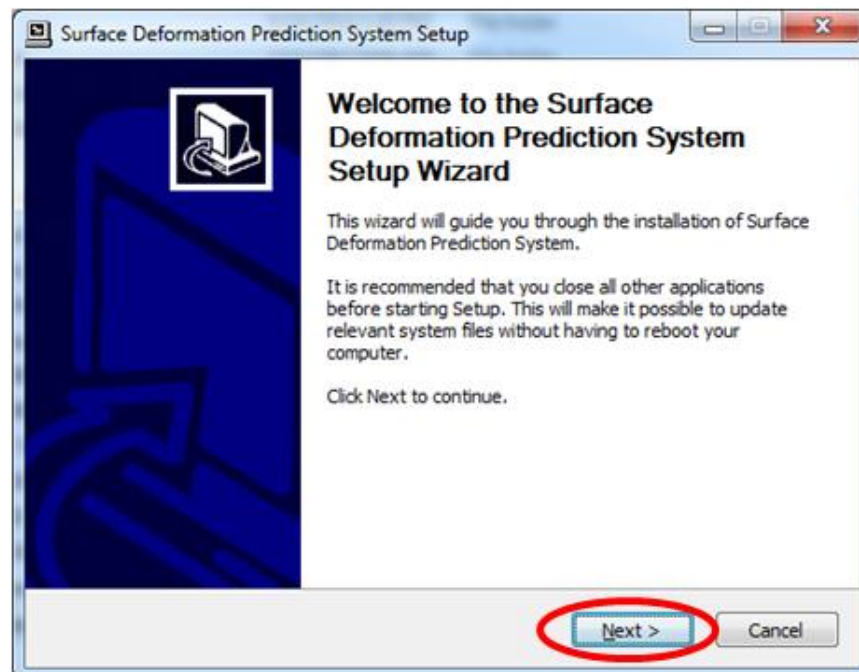 Surface Deformation Prediction System Setup
Welcome to the Surface
Deformation Prediction System
Setup Wizard
This wizard will guide you through the installation of Surface
Deformation Prediction System.
It is recommended that you close all other applications
before starting Setup. This will make it possible to update
relevant system files without having to reboot your
computer.
Click Next to continue.
Next > Cancel